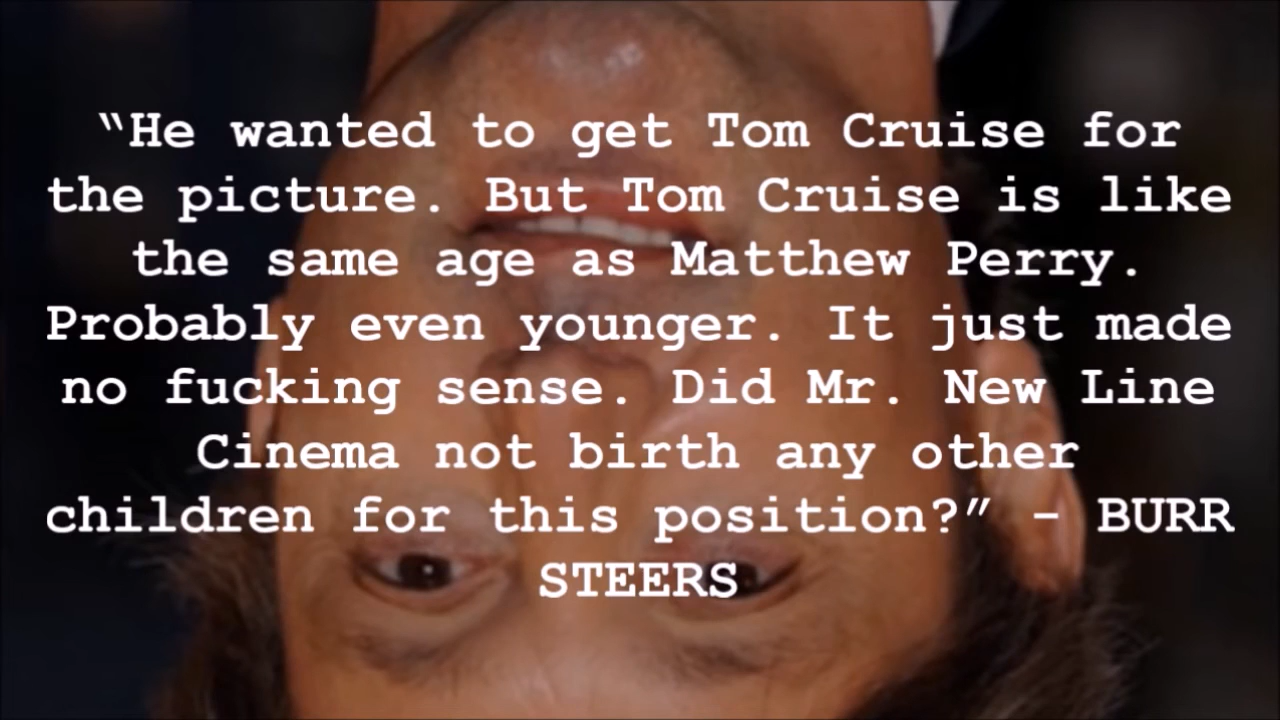 “He wanted to get Tom Cruise for
the picture. But Tom Cruise is like
the same age as Matthew Perry.
Probably even younger. It just made
no fucking sense. Did Mr. New Line
Cinema not birth any other
children for this position?” - BURR
STEERS